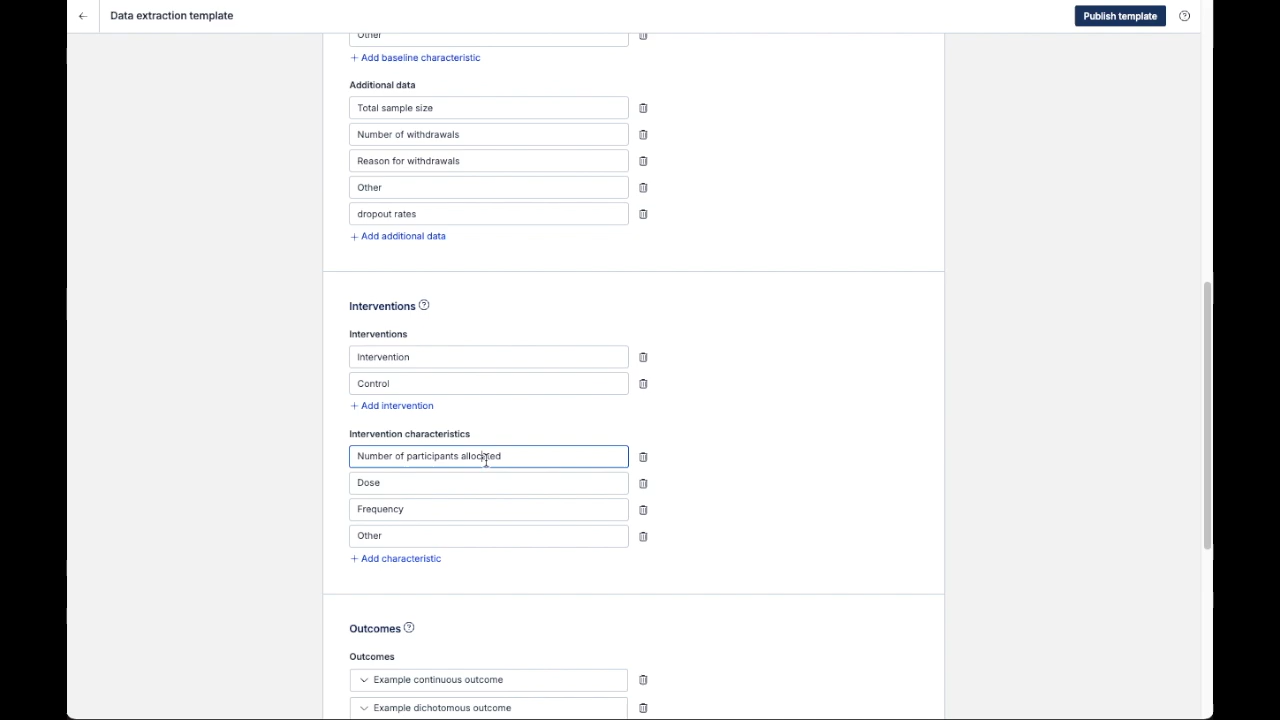 Data extraction template
Publish template
Other
+ Add baseline characteristic
Additional data
Total sample size
Number of withdrawals
Reason for withdrawals
Other
dropout rates
+ Add additional data
Interventions
Interventions
Intervention
Control
+ Add intervention
Intervention characteristics
Number of participants allocated
Dose
Frequency
Other
+ Add characteristic
Outcomes
Outcomes
Example continuous outcome
Example dichotomous outcome